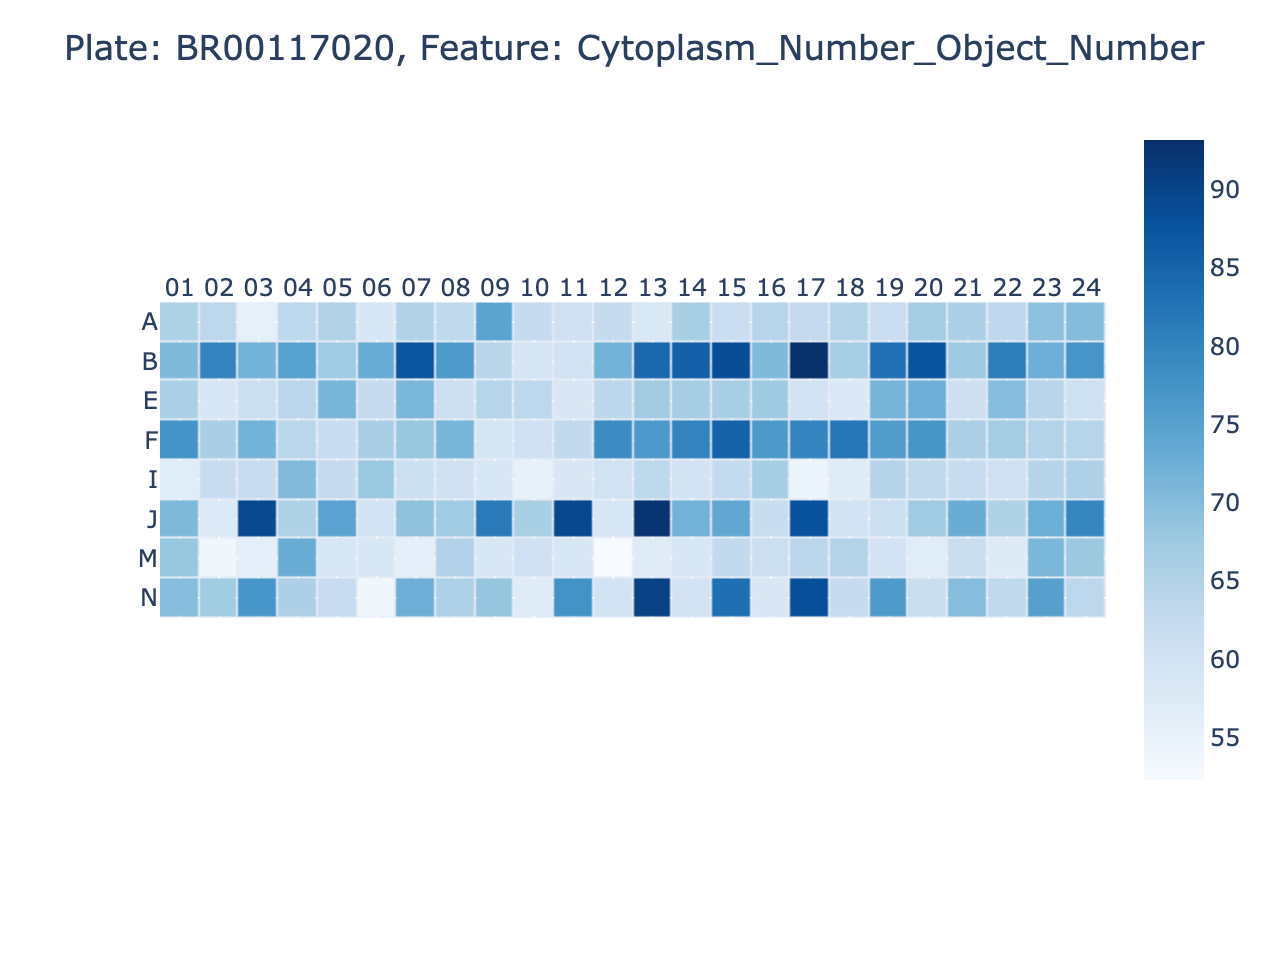 Plate: BR00117020, Feature: Cytoplasm_Number_Object_Number
01 02 03 04 05 06 07 08 09 10 11 12 13 14 15 16 17 18 19 20 21 22 23 24
A
B
E
F
I
J
M
N
90
85
80
75
70
65
60
55